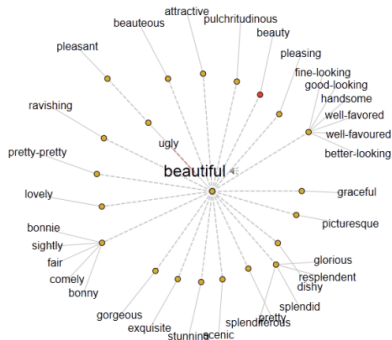 attractive
pulchritudinous
beauteous
beauty
pleasant
pleasing
fine-looking
good-looking
handsome
ravishing
well-favored
ugly
well-favoured
pretty-pretty
better-looking
beautiful
lovely
graceful
picturesque
bonnie
sightly
fair
comely
bonny
glorious
resplendent
dishy
splendid
gorgeous
pretty
splendiferous
exquisite
scenic
stunning